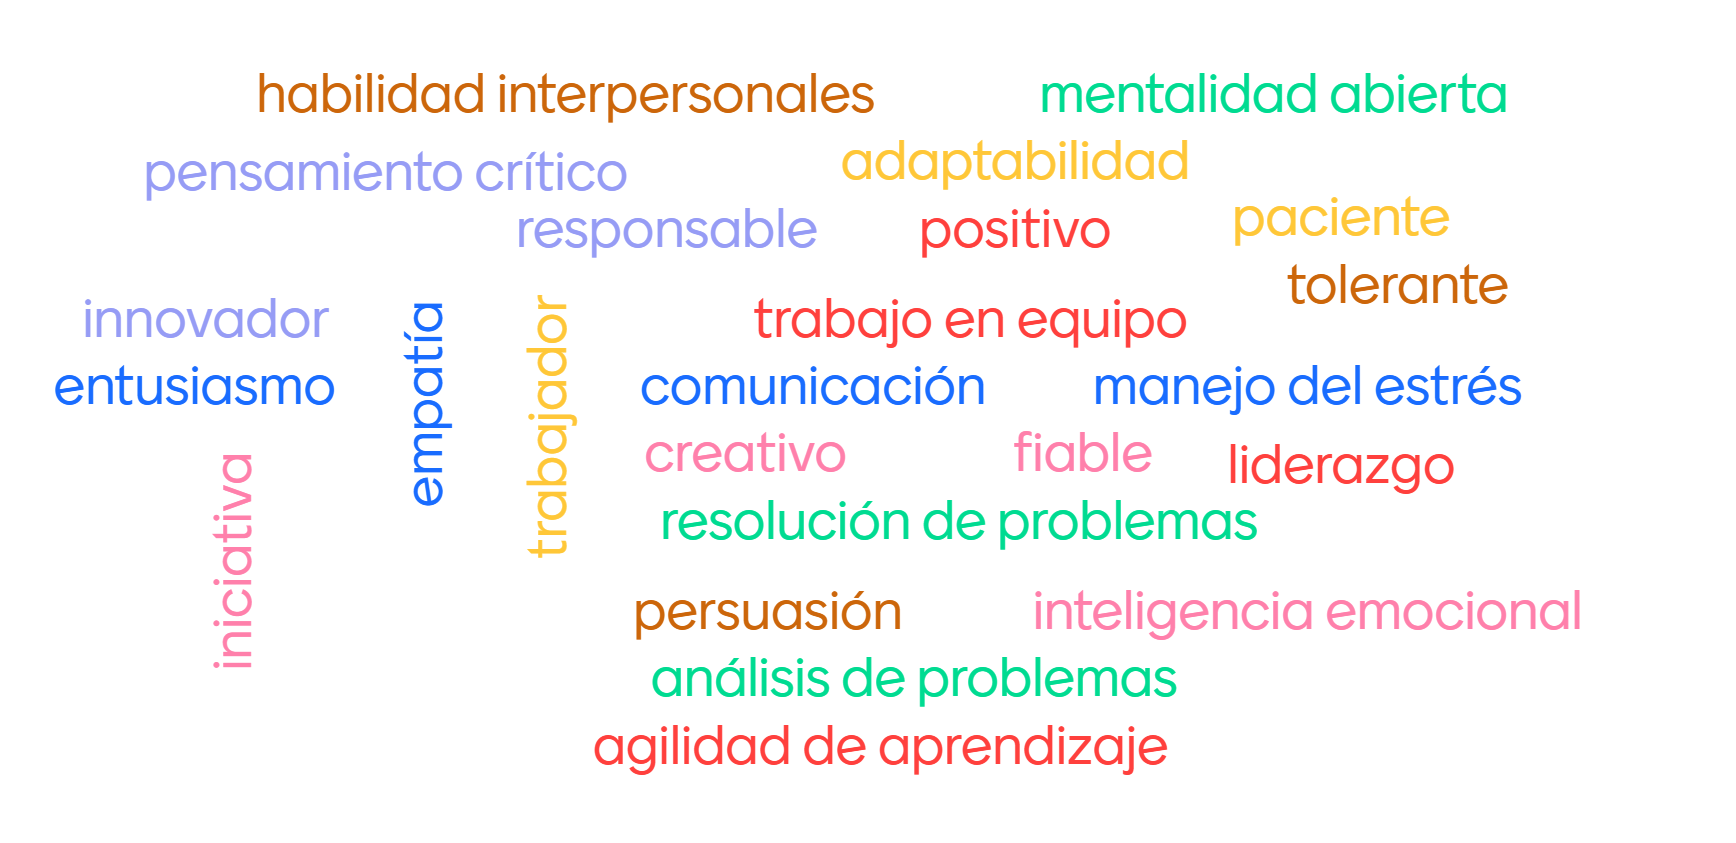 habilidad interpersonales
mentalidad abierta
pensamiento crítico
adaptabilidad
responsable
positivo
paciente
tolerante
innovador
empatía
trabajador
trabajo en equipo
entusiasmo
comunicación
manejo del estrés
iniciativa
creativo
fiable
liderazgo
resolución de problemas
persuasión
inteligencia emocional
análisis de problemas
agilidad de aprendizaje